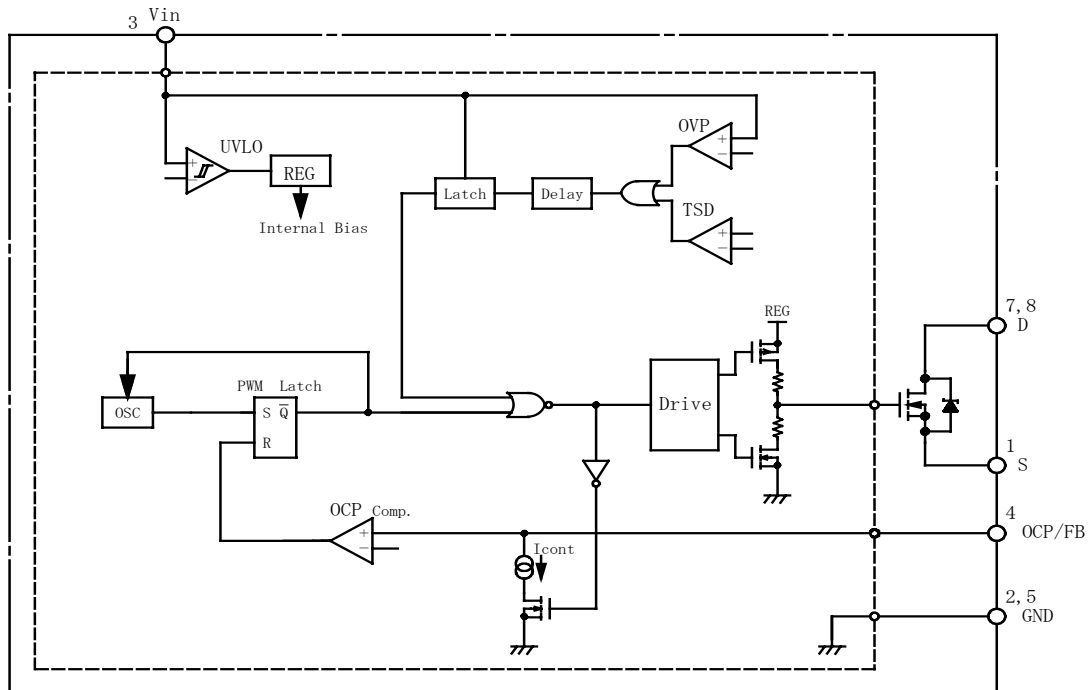 3 Vin
OVP
+
−
UVLO
+
−
REG
Latch
Delay
TSD
+
−
Internal Bias
REG
7,8
D
PWM Latch
OSC
S Q̅
R
Drive
1
S
OCP Comp.
+
−
4
OCP/FB
Icont
2,5
GND